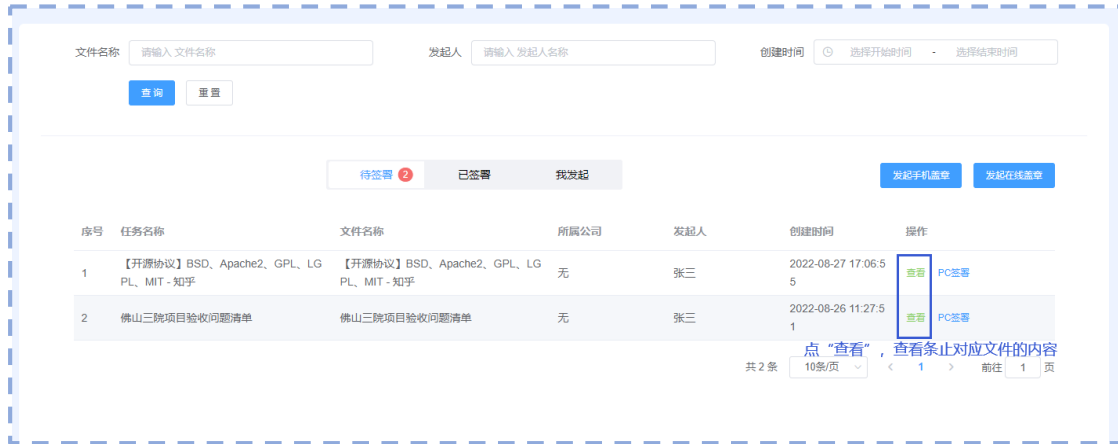 文件名称 请输入 文件名称 发起人 请输入 发起人名称 创建时间 选择开始时间 - 选择结束时间
查询 重置
待签署 2 已签署 我发起 发起手机盖章 发起在线盖章
序号 任务名称 文件名称 所属公司 发起人 创建时间 操作
1 【开源协议】BSD、Apache2、GPL、LG 【开源协议】BSD、Apache2、GPL、LG 无 张三 2022-08-27 17:06:5 查看 PC签署
PL、MIT - 知乎 PL、MIT - 知乎 5
2 佛山三院项目验收问题清单 佛山三院项目验收问题清单 无 张三 2022-08-26 11:27:5 查看 PC签署
1
点“查看”，查看条止对应文件的内容
共 2 条 10条/页 < 1 > 前往 1 页